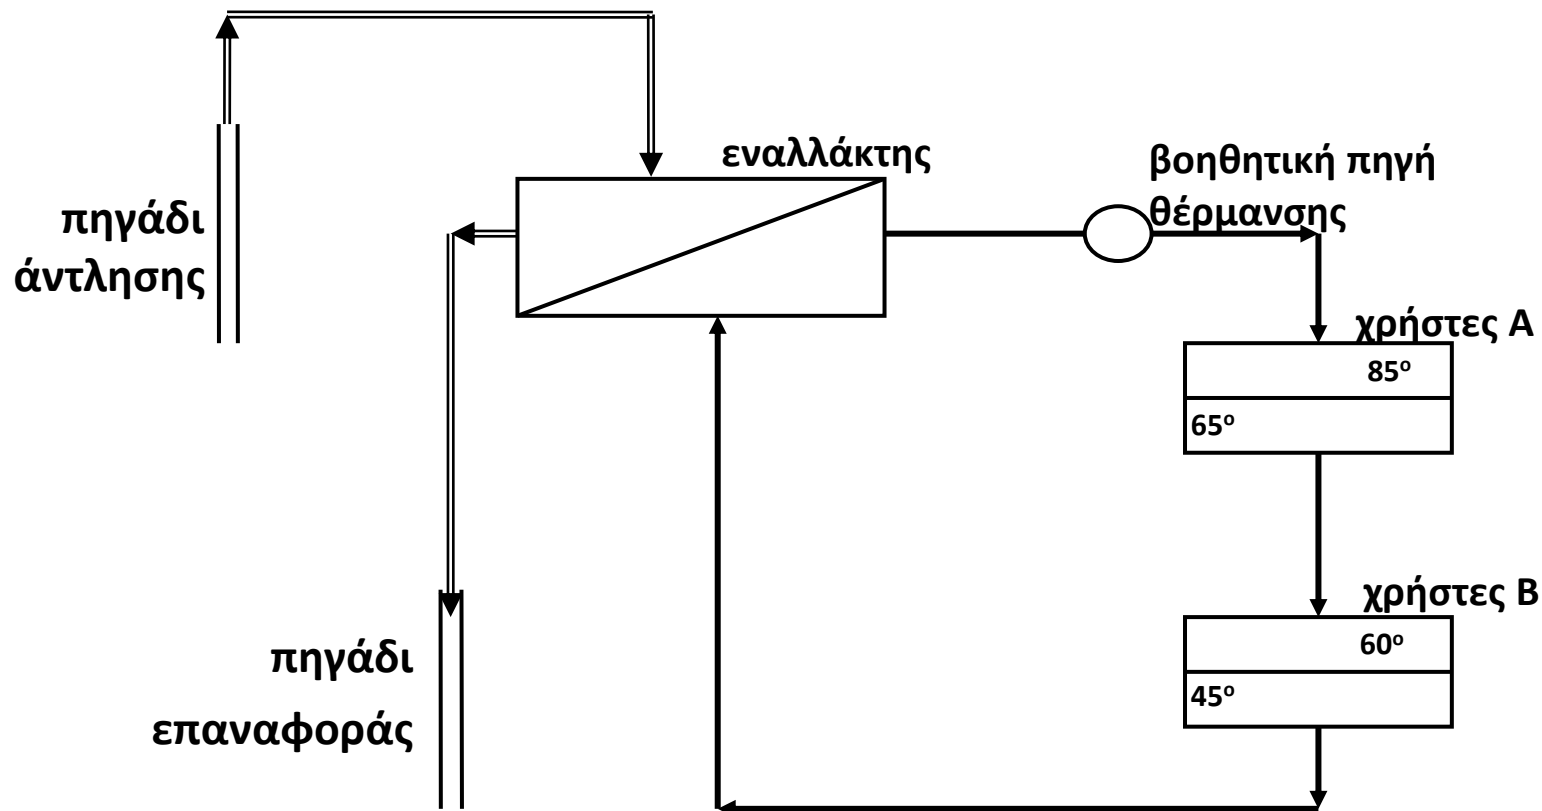 εναλλάκτης
βοηθητική πηγή
θέρμανσης
πηγάδι
άντλησης
χρήστες Α
85º
65º
χρήστες Β
60º
45º
πηγάδι
επαναφοράς